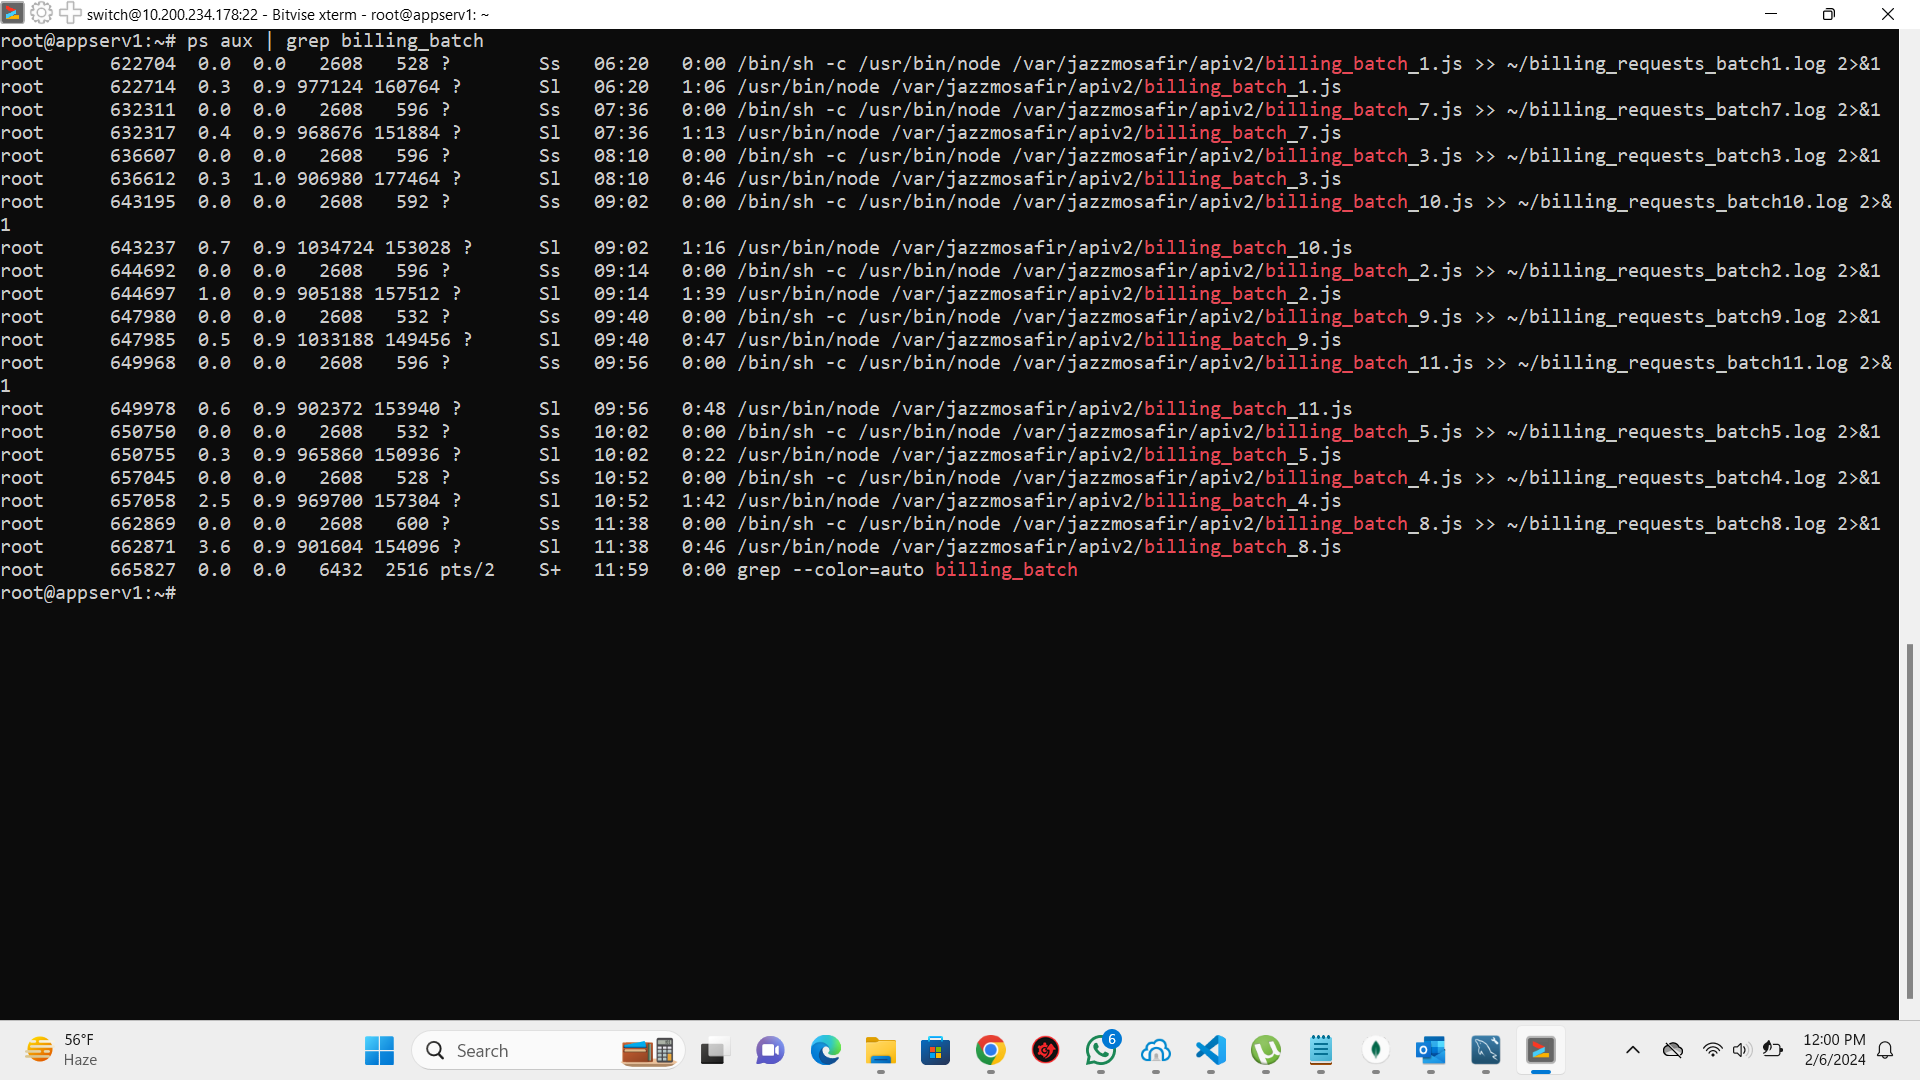 switch@10.200.234.178:22 - Bitvise xterm - root@appserv1: ~
root@appserv1:~# ps aux | grep billing_batch
root      622704  0.0  0.0   2608   528 ?        Ss   06:20   0:00 /bin/sh -c /usr/bin/node /var/jazzmosafir/apiv2/billing_batch_1.js >> ~/billing_requests_batch1.log 2>&1
root      622714  0.3  0.9 977124 160764 ?       Sl   06:20   1:06 /usr/bin/node /var/jazzmosafir/apiv2/billing_batch_1.js
root      632311  0.0  0.0   2608   596 ?        Ss   07:36   0:00 /bin/sh -c /usr/bin/node /var/jazzmosafir/apiv2/billing_batch_7.js >> ~/billing_requests_batch7.log 2>&1
root      632317  0.4  0.9 968676 151884 ?       Sl   07:36   1:13 /usr/bin/node /var/jazzmosafir/apiv2/billing_batch_7.js
root      636607  0.0  0.0   2608   596 ?        Ss   08:10   0:00 /bin/sh -c /usr/bin/node /var/jazzmosafir/apiv2/billing_batch_3.js >> ~/billing_requests_batch3.log 2>&1
root      636612  0.3  1.0 906980 177464 ?       Sl   08:10   0:46 /usr/bin/node /var/jazzmosafir/apiv2/billing_batch_3.js
root      643195  0.0  0.0   2608   592 ?        Ss   09:02   0:00 /bin/sh -c /usr/bin/node /var/jazzmosafir/apiv2/billing_batch_10.js >> ~/billing_requests_batch10.log 2>&
1
root      643237  0.7  0.9 1034724 153028 ?      Sl   09:02   1:16 /usr/bin/node /var/jazzmosafir/apiv2/billing_batch_10.js
root      644692  0.0  0.0   2608   596 ?        Ss   09:14   0:00 /bin/sh -c /usr/bin/node /var/jazzmosafir/apiv2/billing_batch_2.js >> ~/billing_requests_batch2.log 2>&1
root      644697  1.0  0.9 905188 157512 ?       Sl   09:14   1:39 /usr/bin/node /var/jazzmosafir/apiv2/billing_batch_2.js
root      647980  0.0  0.0   2608   532 ?        Ss   09:40   0:00 /bin/sh -c /usr/bin/node /var/jazzmosafir/apiv2/billing_batch_9.js >> ~/billing_requests_batch9.log 2>&1
root      647985  0.5  0.9 1033188 149456 ?      Sl   09:40   0:47 /usr/bin/node /var/jazzmosafir/apiv2/billing_batch_9.js
root      649968  0.0  0.0   2608   596 ?        Ss   09:56   0:00 /bin/sh -c /usr/bin/node /var/jazzmosafir/apiv2/billing_batch_11.js >> ~/billing_requests_batch11.log 2>&
1
root      649978  0.6  0.9 902372 153940 ?       Sl   09:56   0:48 /usr/bin/node /var/jazzmosafir/apiv2/billing_batch_11.js
root      650750  0.0  0.0   2608   532 ?        Ss   10:02   0:00 /bin/sh -c /usr/bin/node /var/jazzmosafir/apiv2/billing_batch_5.js >> ~/billing_requests_batch5.log 2>&1
root      650755  0.3  0.9 965860 150936 ?       Sl   10:02   0:22 /usr/bin/node /var/jazzmosafir/apiv2/billing_batch_5.js
root      657045  0.0  0.0   2608   528 ?        Ss   10:52   0:00 /bin/sh -c /usr/bin/node /var/jazzmosafir/apiv2/billing_batch_4.js >> ~/billing_requests_batch4.log 2>&1
root      657058  2.5  0.9 969700 157304 ?       Sl   10:52   1:42 /usr/bin/node /var/jazzmosafir/apiv2/billing_batch_4.js
root      662869  0.0  0.0   2608   600 ?        Ss   11:38   0:00 /bin/sh -c /usr/bin/node /var/jazzmosafir/apiv2/billing_batch_8.js >> ~/billing_requests_batch8.log 2>&1
root      662871  3.6  0.9 901604 154096 ?       Sl   11:38   0:46 /usr/bin/node /var/jazzmosafir/apiv2/billing_batch_8.js
root      665827  0.0  0.0   6432  2516 pts/2    S+   11:59   0:00 grep --color=auto billing_batch
root@appserv1:~#
56°F
Haze
Search
6
12:00 PM
2/6/2024